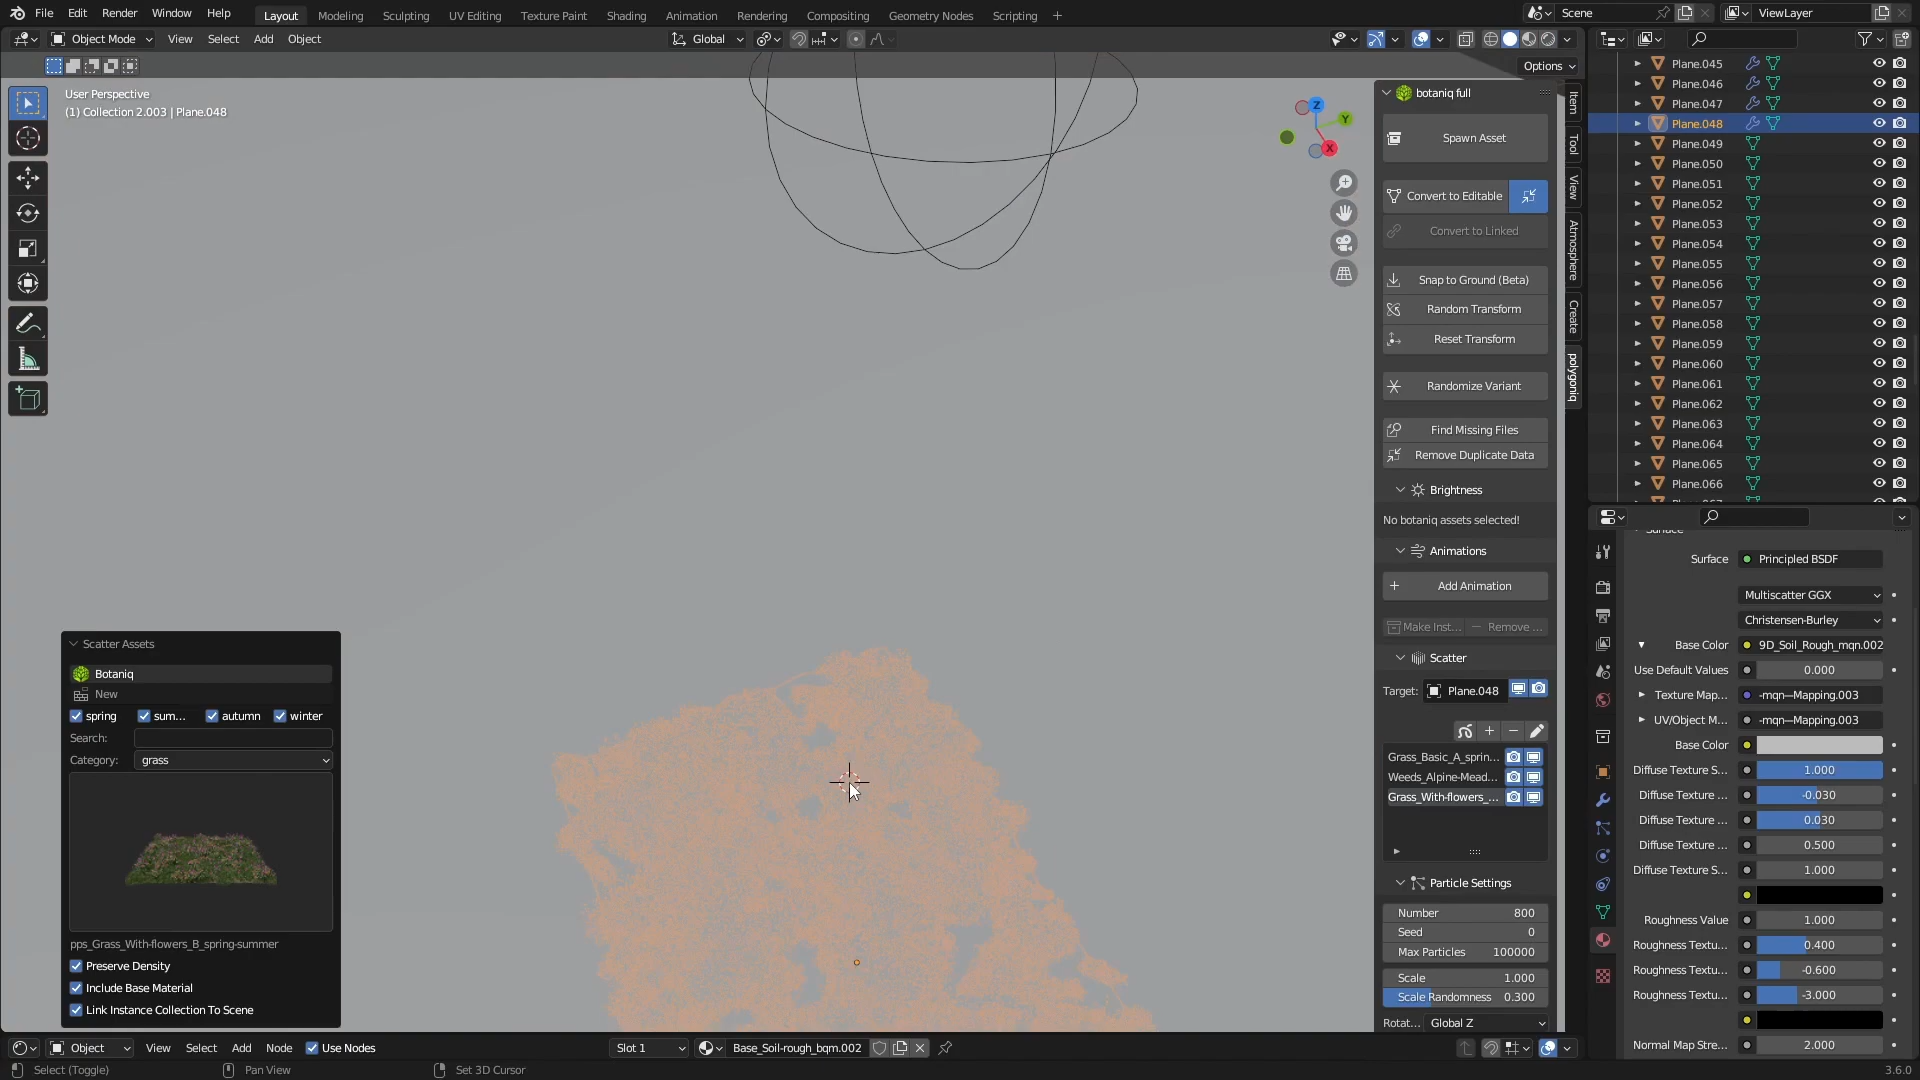 File Edit Render Window Help Layout Modeling Sculpting UV Editing Texture Paint Shading Animation Rendering Compositing Geometry Nodes Scripting + Scene ViewLayer
Object Mode View Select Add Object Global
Options
User Perspective
(1) Collection 2.003 | Plane.048
Z
Y
X
botaniq full
Spawn Asset
Convert to Editable
Convert to Linked
Snap to Ground (Beta)
Random Transform
Reset Transform
Randomize Variant
Find Missing Files
Remove Duplicate Data
Brightness
No botaniq assets selected!
Animations
Add Animation
Make Inst... Remove ...
Scatter
Target: Plane.048
Grass_Basic_A_sprin...
Weeds_Alpine-Mead...
Grass_With-flowers_...
Particle Settings
Number 800
Seed 0
Max Particles 100000
Scale 1.000
Scale Randomness 0.300
Rotat... Global Z
Item
Tool
View
Atmosphere
Create
polygoniq
Plane.045
Plane.046
Plane.047
Plane.048
Plane.049
Plane.050
Plane.051
Plane.052
Plane.053
Plane.054
Plane.055
Plane.056
Plane.057
Plane.058
Plane.059
Plane.060
Plane.061
Plane.062
Plane.063
Plane.064
Plane.065
Plane.066
Surface
Surface Principled BSDF
Multiscatter GGX
Christensen-Burley
Base Color 9D_Soil_Rough_mqn.002
Use Default Values 0.000
Texture Map... -mqn—Mapping.003
UV/Object M... -mqn—Mapping.003
Base Color
Diffuse Texture S... 1.000
Diffuse Texture ... -0.030
Diffuse Texture ... 0.030
Diffuse Texture ... 0.500
Diffuse Texture S... 1.000
Roughness Value 1.000
Roughness Textu... 0.400
Roughness Textu... -0.600
Roughness Textu... -3.000
Normal Map Stre... 2.000
Scatter Assets
Botaniq
New
spring sum... autumn winter
Search:
Category: grass
pps_Grass_With-flowers_B_spring-summer
Preserve Density
Include Base Material
Link Instance Collection To Scene
Object View Select Add Node Use Nodes Slot 1 Base_Soil-rough_bqm.002
Select (Toggle) Pan View Set 3D Cursor 3.6.0